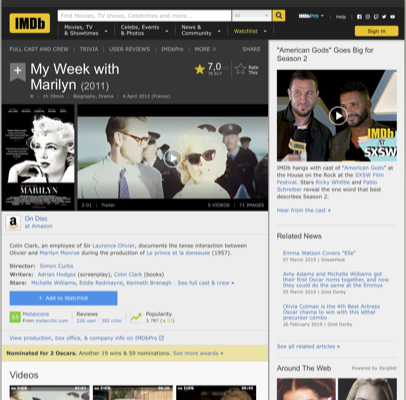 IMDb
Find Movies, TV shows, Celebrities and more...
All
IMDbPro
Help
Movies, TV
& Showtimes
Celebs, Events
& Photos
News &
Community
Watchlist
Sign in
FULL CAST AND CREW | TRIVIA | USER REVIEWS | IMDbPro | MORE
SHARE
My Week with
Marilyn (2011)
7,0
Rate
This
R | 1h 39min | Biography, Drama | 4 April 2012 (France)
MARILYN
2:01 | Trailer
5 VIDEOS | 71 IMAGES
On Disc
at Amazon
Colin Clark, an employee of Sir Laurence Olivier, documents the tense interaction between
Olivier and Marilyn Monroe during the production of Le prince et la danseuse (1957).
Director: Simon Curtis
Writers: Adrian Hodges (screenplay), Colin Clark (books)
Stars: Michelle Williams, Eddie Redmayne, Kenneth Branagh | See full cast & crew »
+ Add to Watchlist
Metascore
From metacritic.com
Reviews
226 user | 392 critic
Popularity
View production, box office, & company info on IMDbPro
Nominated for 2 Oscars. Another 19 wins & 59 nominations. See more awards »
Videos
"American Gods" Goes Big for
Season 2
IMDb
at
SXSW
IMDb hangs with cast of "American Gods" at
the House on the Rock at the SXSW Film
Festival. Stars Ricky Whittle and Pablo
Schreiber reveal the one word that best
describes Season 2.
Hear from the cast »
Related News
Emma Watson Covers "Elle"
07 March 2019 | SneakPeek
Amy Adams and Michelle Williams got
their first Oscar noms together, and now
they could do the same at the Emmys
05 March 2019 | Gold Derby
Olivia Colman is the 4th Best Actress
Oscar champ to win with this lethal
precursor combo
26 February 2019 | Gold Derby
See all related articles »
Around The Web
Powered by ZergNet